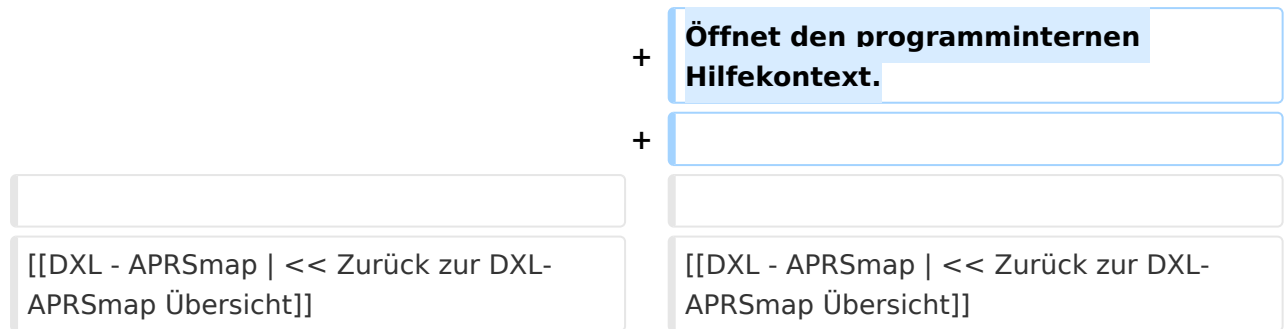 + Öffnet den programminternen
Hilfekontext.
+
[[DXL - APRSmap | << Zurück zur DXL-
APRSmap Übersicht]]
[[DXL - APRSmap | << Zurück zur DXL-
APRSmap Übersicht]]